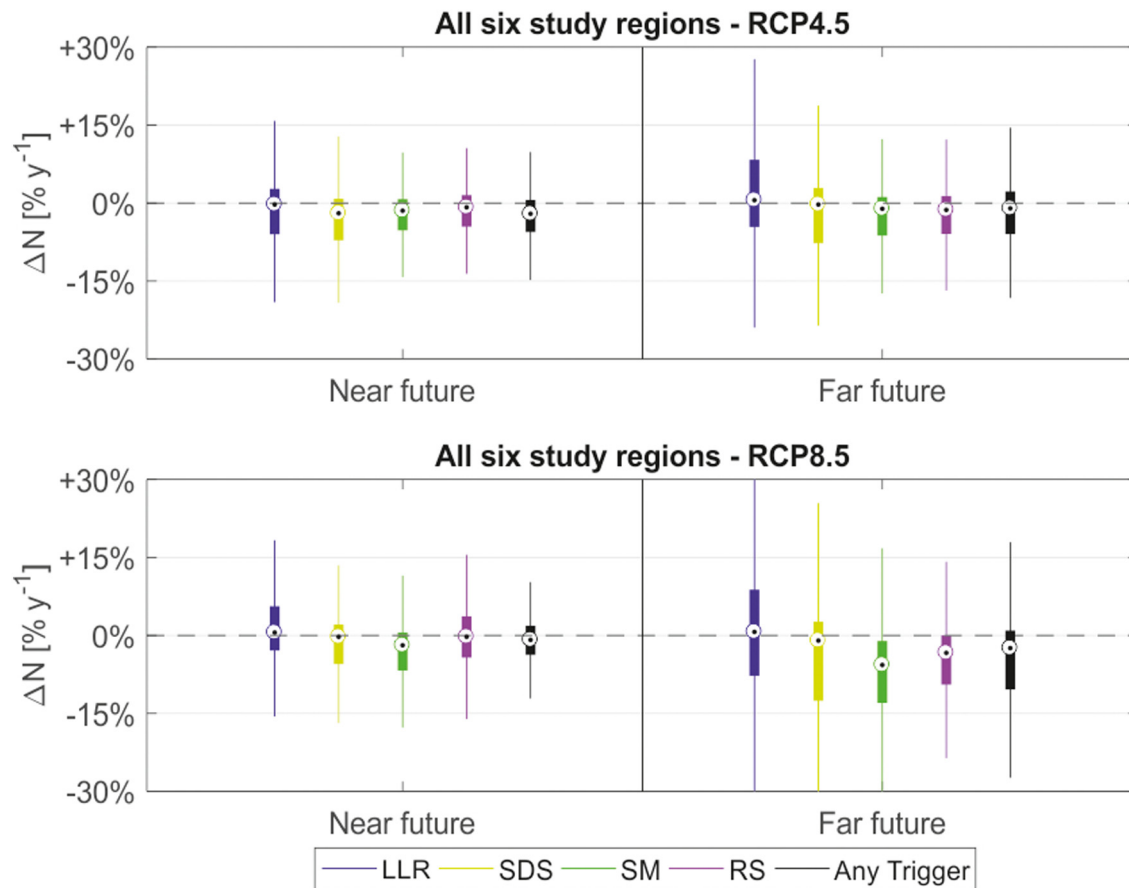 All six study regions - RCP4.5
+30%
+15%
0%
-15%
-30%
ΔN [% y⁻¹]
Near future Far future
All six study regions - RCP8.5
+30%
+15%
0%
-15%
-30%
ΔN [% y⁻¹]
Near future Far future
LLR SDS SM RS Any Trigger